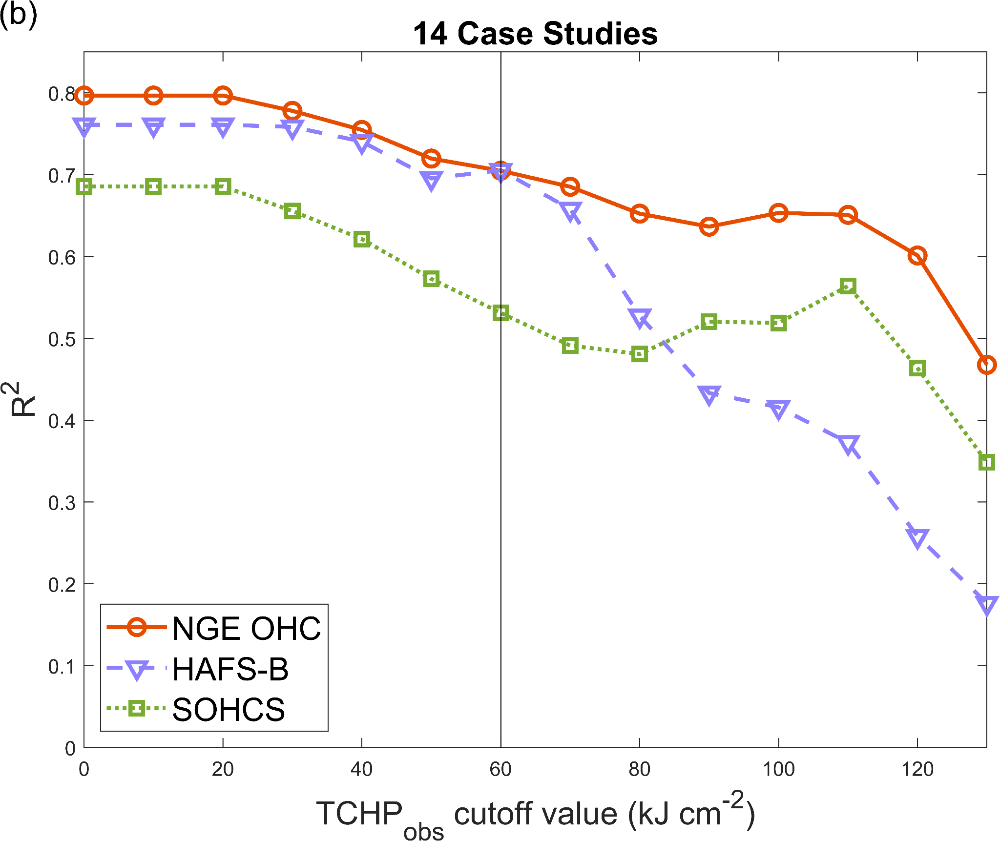 (b)
14 Case Studies
0.8
0.7
0.6
0.5
0.4
0.3
0.2
0.1
0
R²
NGE OHC
HAFS-B
SOHCS
0 20 40 60 80 100 120
TCHP_obs cutoff value (kJ cm⁻²)